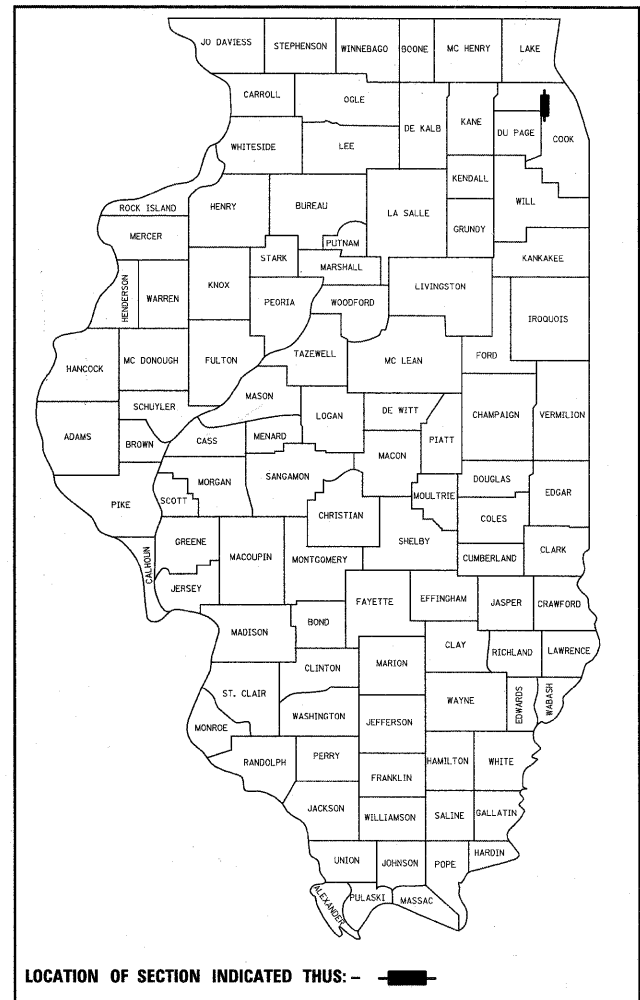 JO DAVIESS STEPHENSON WINNEBAGO BOONE MC HENRY LAKE
CARROLL OGLE DE KALB KANE DU PAGE COOK
WHITESIDE LEE
KENDALL WILL
ROCK ISLAND HENRY BUREAU LA SALLE GRUNDY
MERCER PUTNAM KANKAKEE
STARK MARSHALL
HENDERSON WARREN KNOX PEORIA WOODFORD LIVINGSTON IROQUOIS
HANCOCK MC DONOUGH FULTON TAZEWELL MC LEAN FORD
SCHUYLER MASON LOGAN DE WITT CHAMPAIGN VERMILION
ADAMS BROWN CASS MENARD MACON PIATT
MORGAN SANGAMON DOUGLAS EDGAR
PIKE SCOTT CHRISTIAN MOULTRIE COLES
GREENE MACOUPIN MONTGOMERY SHELBY CUMBERLAND CLARK
CALHOUN JERSEY FAYETTE EFFINGHAM JASPER CRAWFORD
MADISON BOND CLAY RICHLAND LAWRENCE
CLINTON MARION
ST. CLAIR WAYNE EDWARDS WABASH
MONROE WASHINGTON JEFFERSON
RANDOLPH PERRY FRANKLIN HAMILTON WHITE
JACKSON WILLIAMSON SALINE GALLATIN
UNION JOHNSON POPE HARDIN
ALEXANDER PULASKI MASSAC
LOCATION OF SECTION INDICATED THUS: –